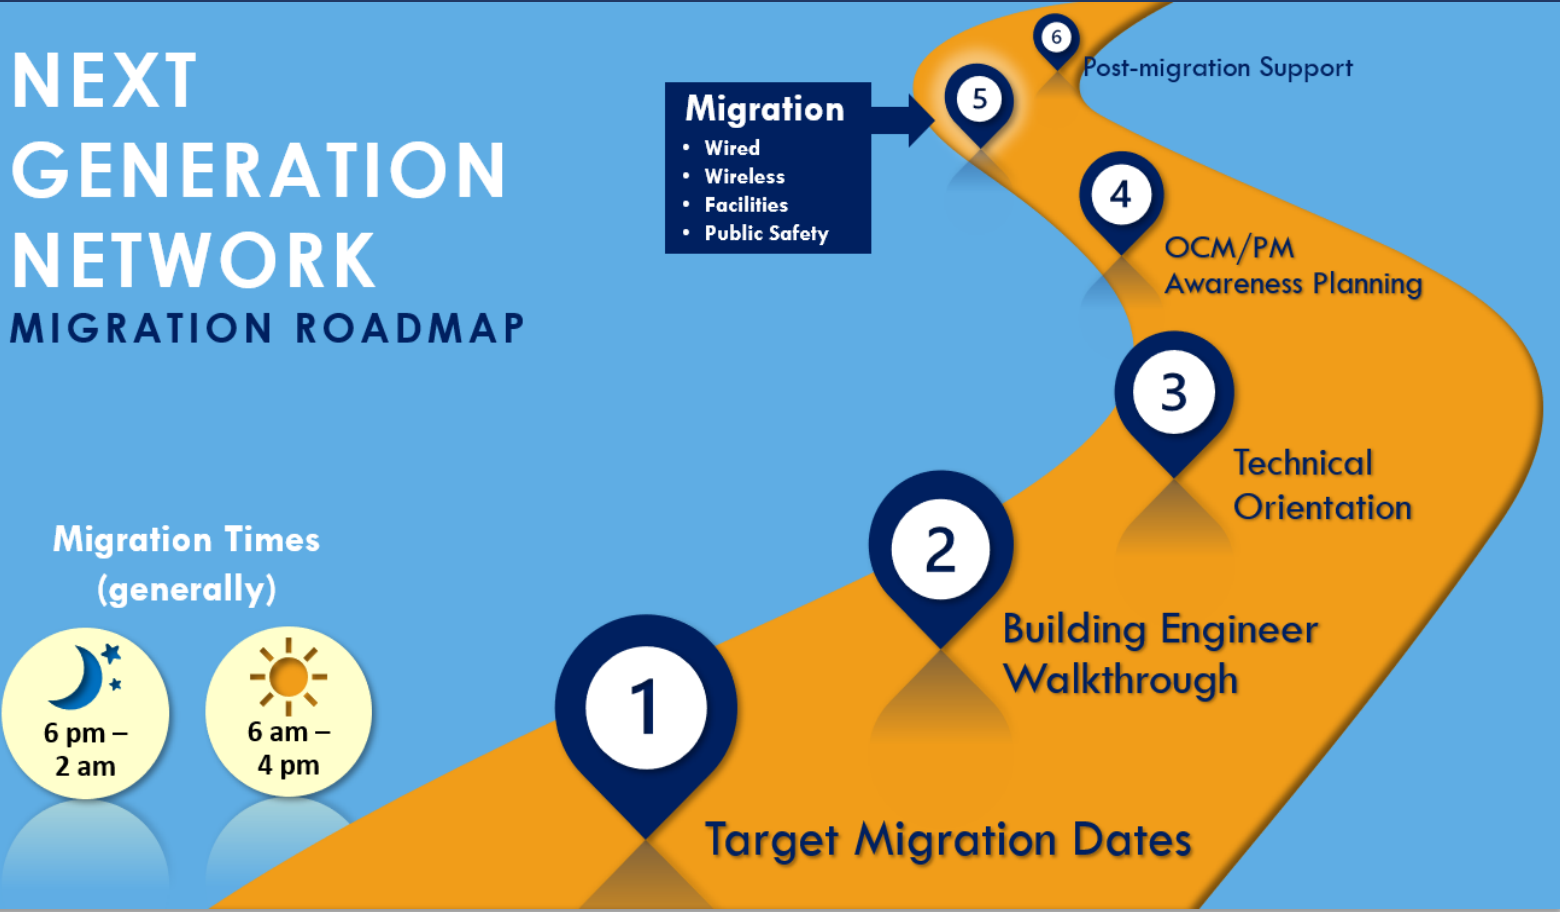 NEXT
GENERATION
NETWORK
MIGRATION ROADMAP
6
Post-migration Support
5
Migration
• Wired
• Wireless
• Facilities
• Public Safety
4
OCM/PM
Awareness Planning
3
Technical
Orientation
2
Building Engineer
Walkthrough
1
Target Migration Dates
Migration Times
(generally)
6 pm –
2 am
6 am –
4 pm